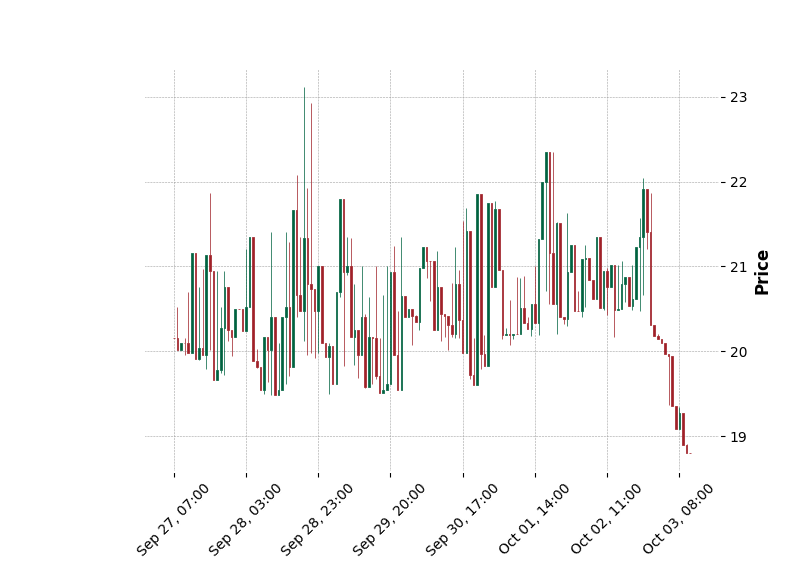 23
22
21
20
19
Price
Sep 27, 07:00
Sep 28, 03:00
Sep 28, 23:00
Sep 29, 20:00
Sep 30, 17:00
Oct 01, 14:00
Oct 02, 11:00
Oct 03, 08:00